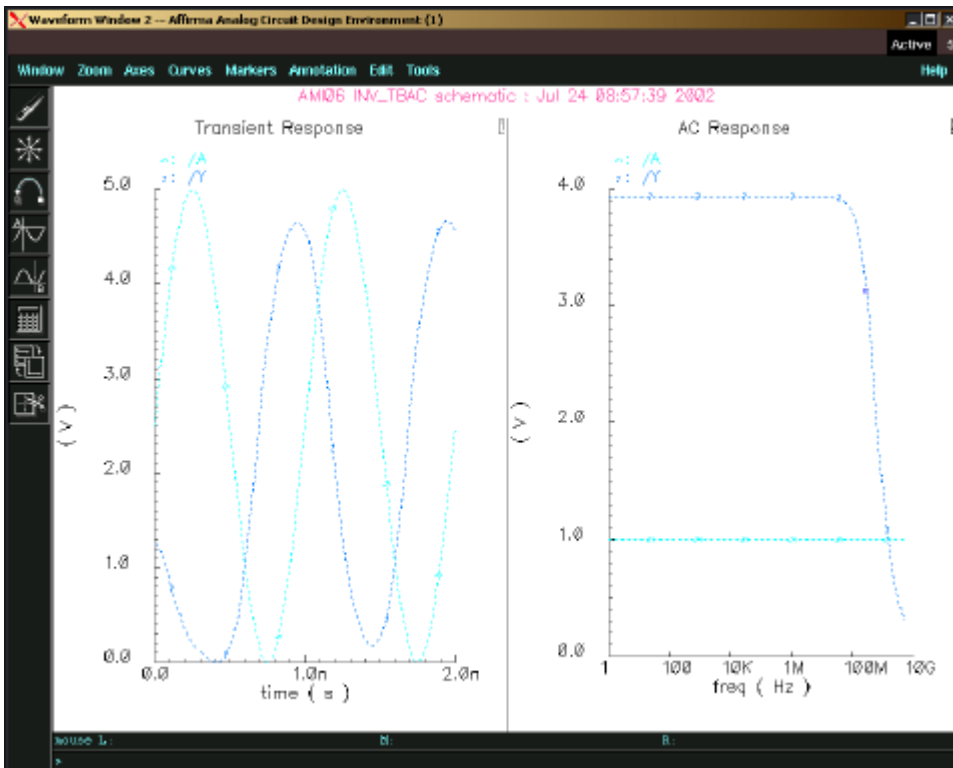 Waveform Window 2 -- Affirma Analog Circuit Design Environment (1)
Active
Window Zoom Axes Curves Markers Annotation Edit Tools Help
AMI06 INV_TBAC schematic : Jul 24 08:57:39 2002
Transient Response
/A
/Y
5.0
4.0
3.0
2.0
1.0
0.0
( V )
0.0 1.0n 2.0n
time ( s )
AC Response
/A
/Y
4.0
3.0
2.0
1.0
0.0
( V )
1 100 10K 1M 100M 10G
freq ( Hz )
mouse L: M: R:
>